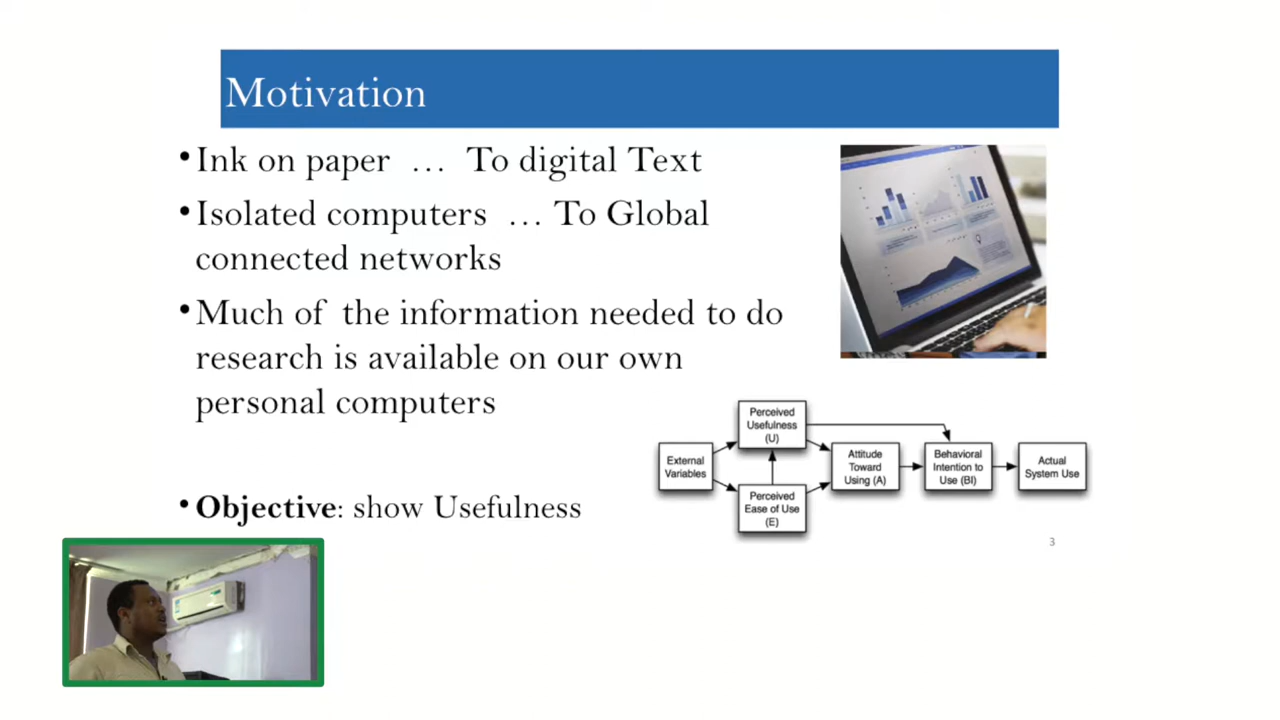 Motivation
•Ink on paper … To digital Text
•Isolated computers … To Global
connected networks
•Much of the information needed to do
research is available on our own
personal computers
•Objective: show Usefulness
External
Variables
Perceived
Usefulness
(U)
Perceived
Ease of Use
(E)
Attitude
Toward
Using (A)
Behavioral
Intention to
Use (BI)
Actual
System Use
3